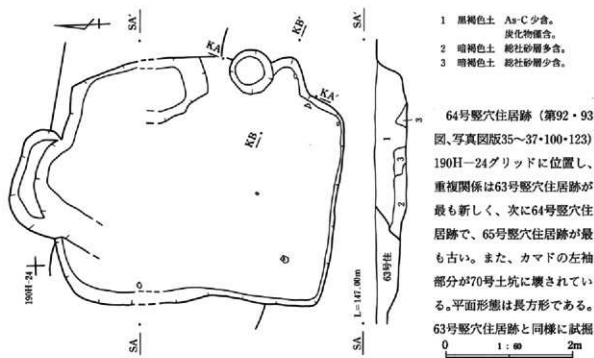 SA'
KB'
SA'
KA
KA'
KB
190H-24
SA
L=147.00m
SA
63号住
1
3
3
2
1 黒褐色土 As-C 少含。
炭化物僅含。
2 暗褐色土 総社砂層多含。
3 暗褐色土 総社砂層少含。
64号竪穴住居跡(第92・93
図、写真図版35〜37・100・123)
190H—24グリッドに位置し、
重複関係は63号竪穴住居跡が
最も新しく、次に64号竪穴住
居跡で、65号竪穴住居跡が最
も古い。また、カマドの左袖
部分が70号土坑に壊されてい
る。平面形態は長方形である。
63号竪穴住居跡と同様に試掘
0 1:60 2m